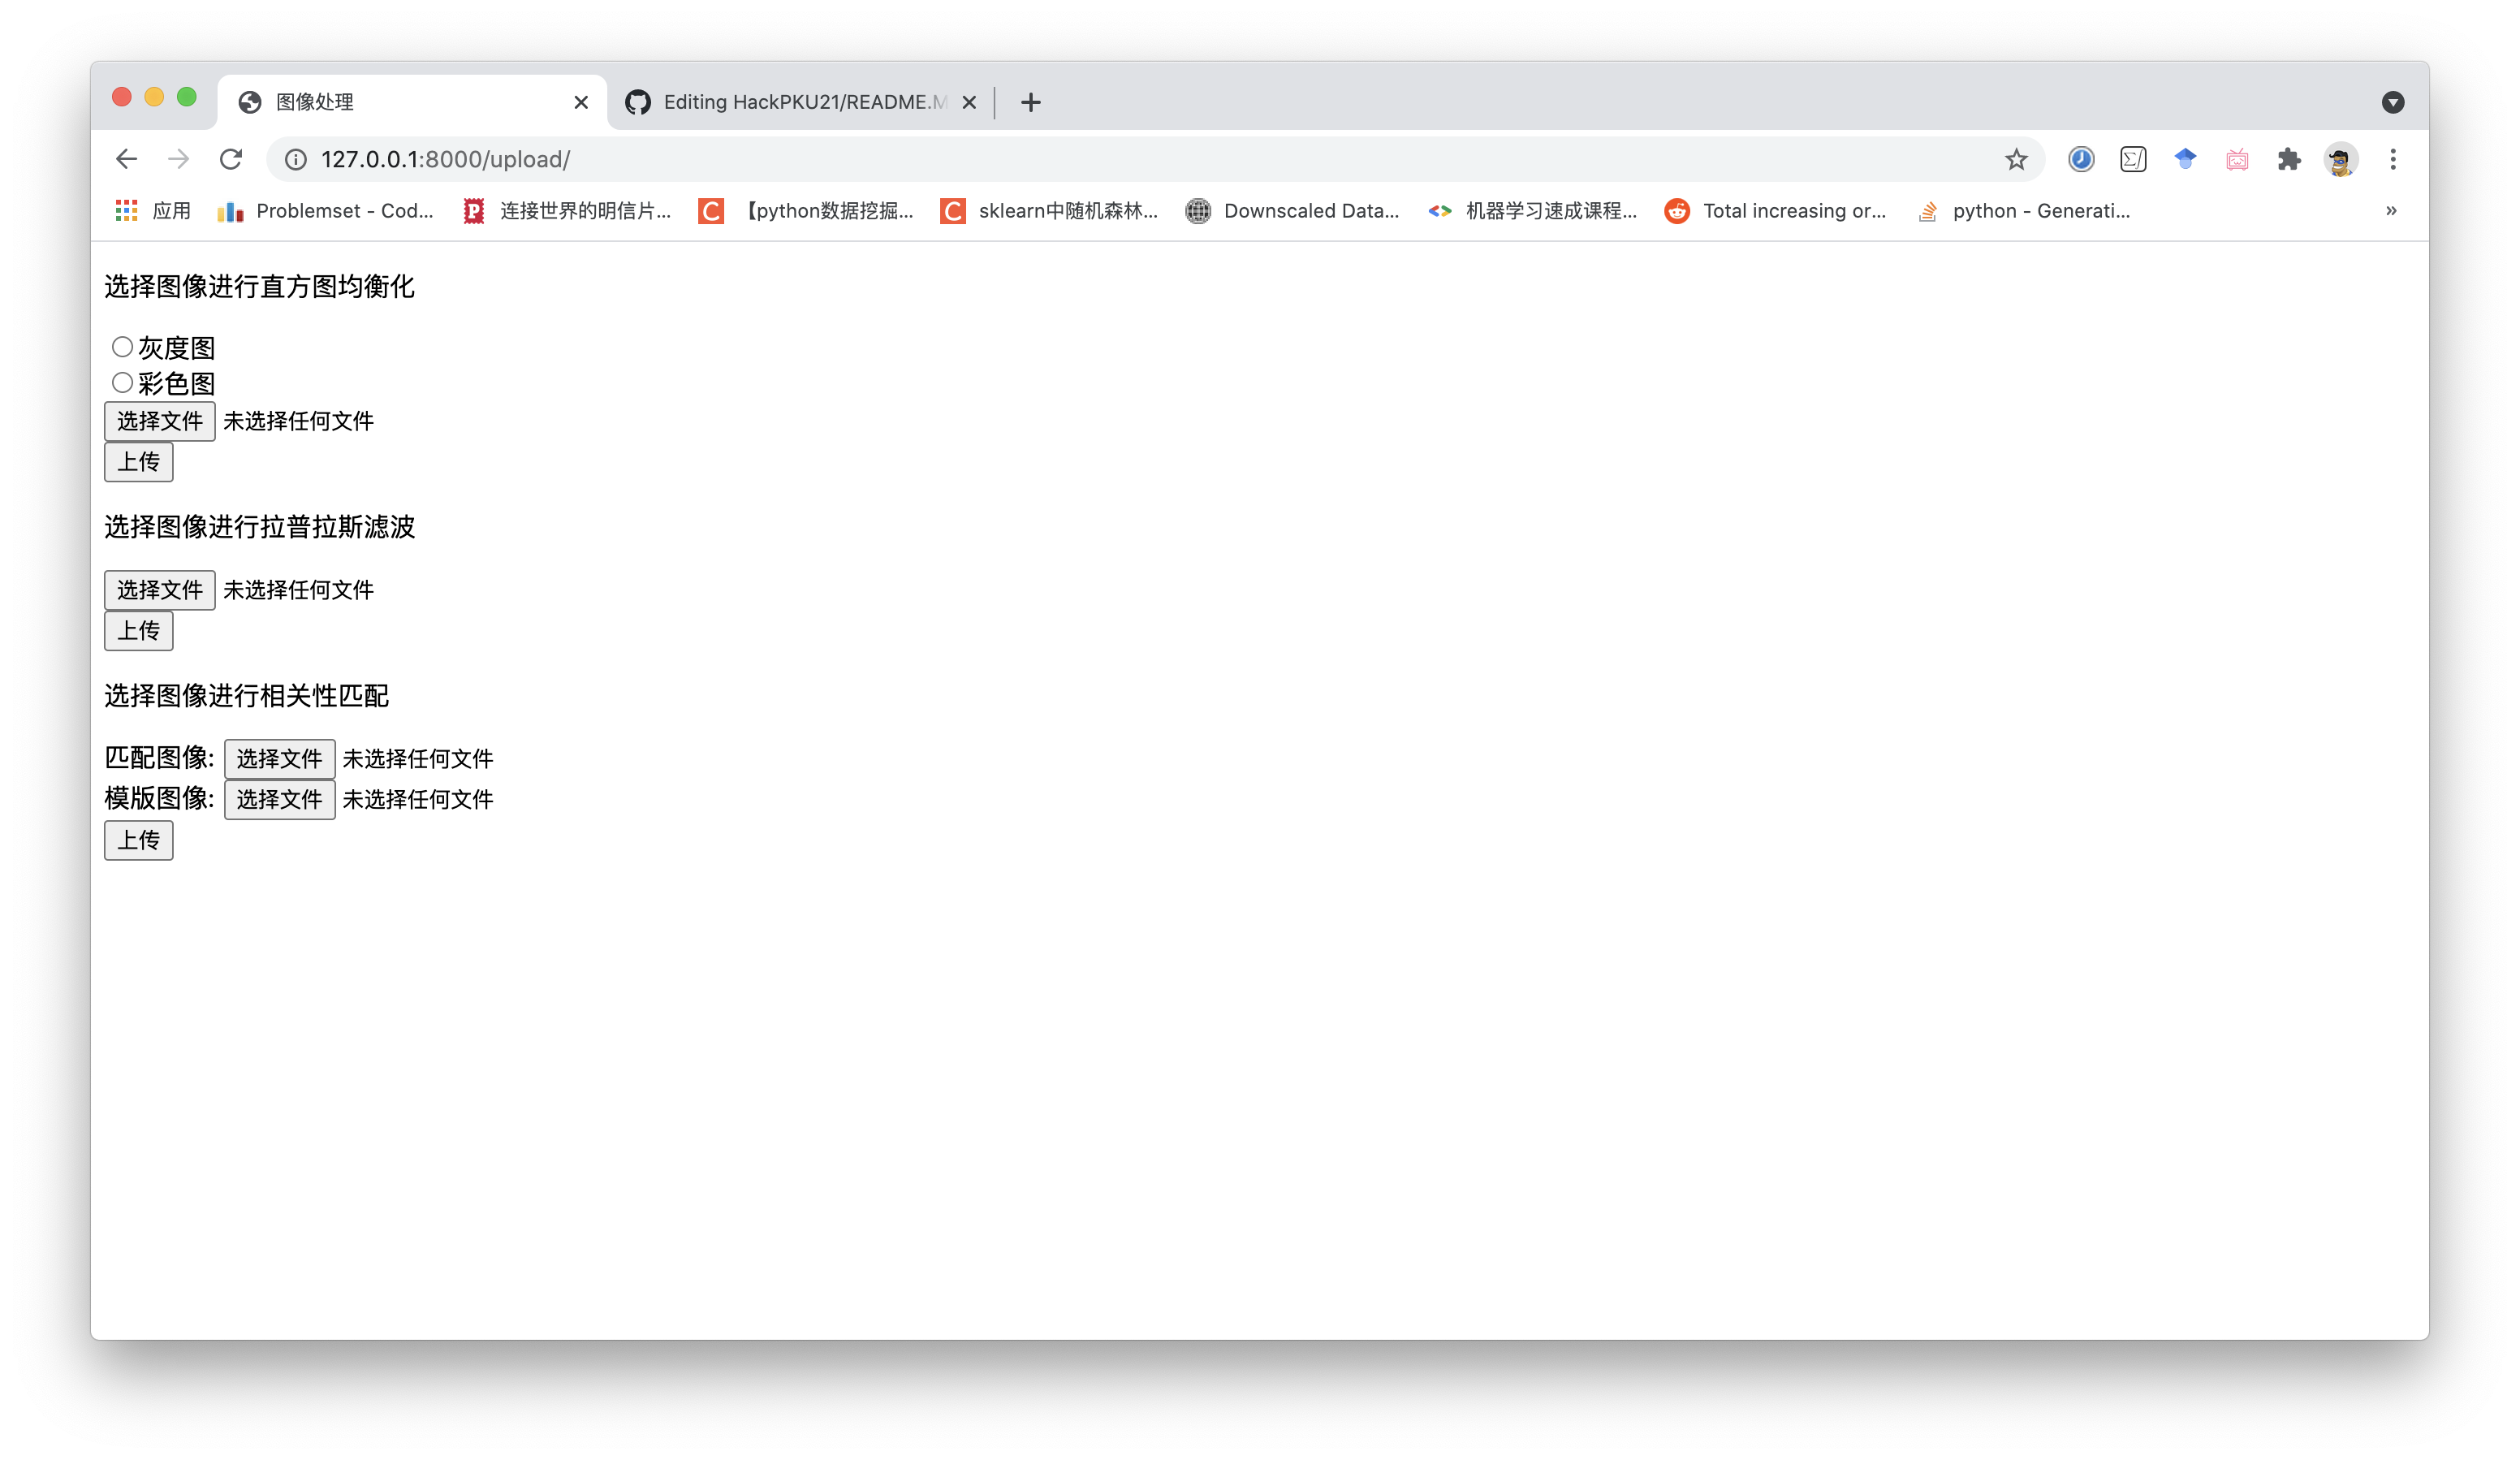 图像处理
Editing HackPKU21/README.M
127.0.0.1:8000/upload/
应用
Problemset - Cod...
连接世界的明信片...
【python数据挖掘...
sklearn中随机森林...
Downscaled Data...
机器学习速成课程...
Total increasing or...
python - Generati...
选择图像进行直方图均衡化
灰度图
彩色图
选择文件 未选择任何文件
上传
选择图像进行拉普拉斯滤波
选择文件 未选择任何文件
上传
选择图像进行相关性匹配
匹配图像: 选择文件 未选择任何文件
模版图像: 选择文件 未选择任何文件
上传